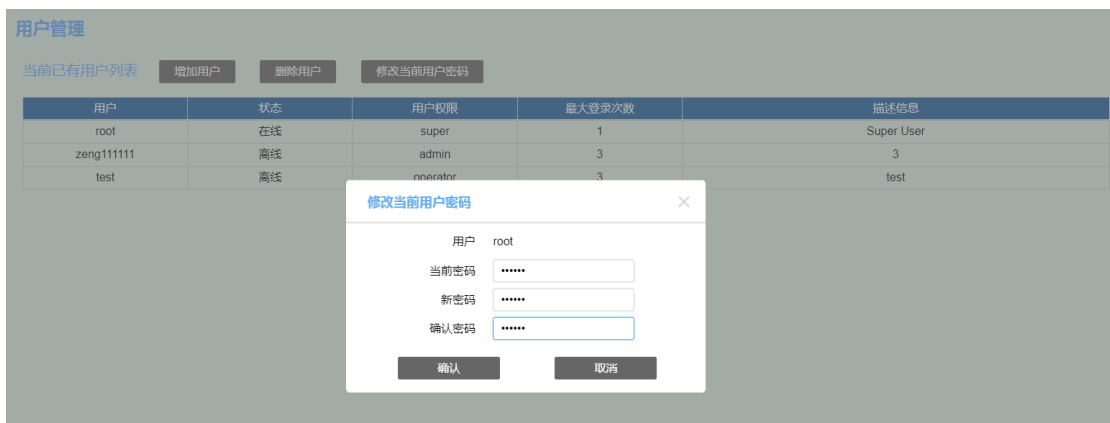 用户管理
当前已有用户列表 增加用户 删除用户 修改当前用户密码
用户 状态 用户权限 最大登录次数 描述信息
root 在线 super 1 Super User
zeng111111 离线 admin 3 3
test 离线 operator 3 test
修改当前用户密码 ×
用户 root
当前密码 ••••••
新密码 ••••••
确认密码 ••••••
确认 取消